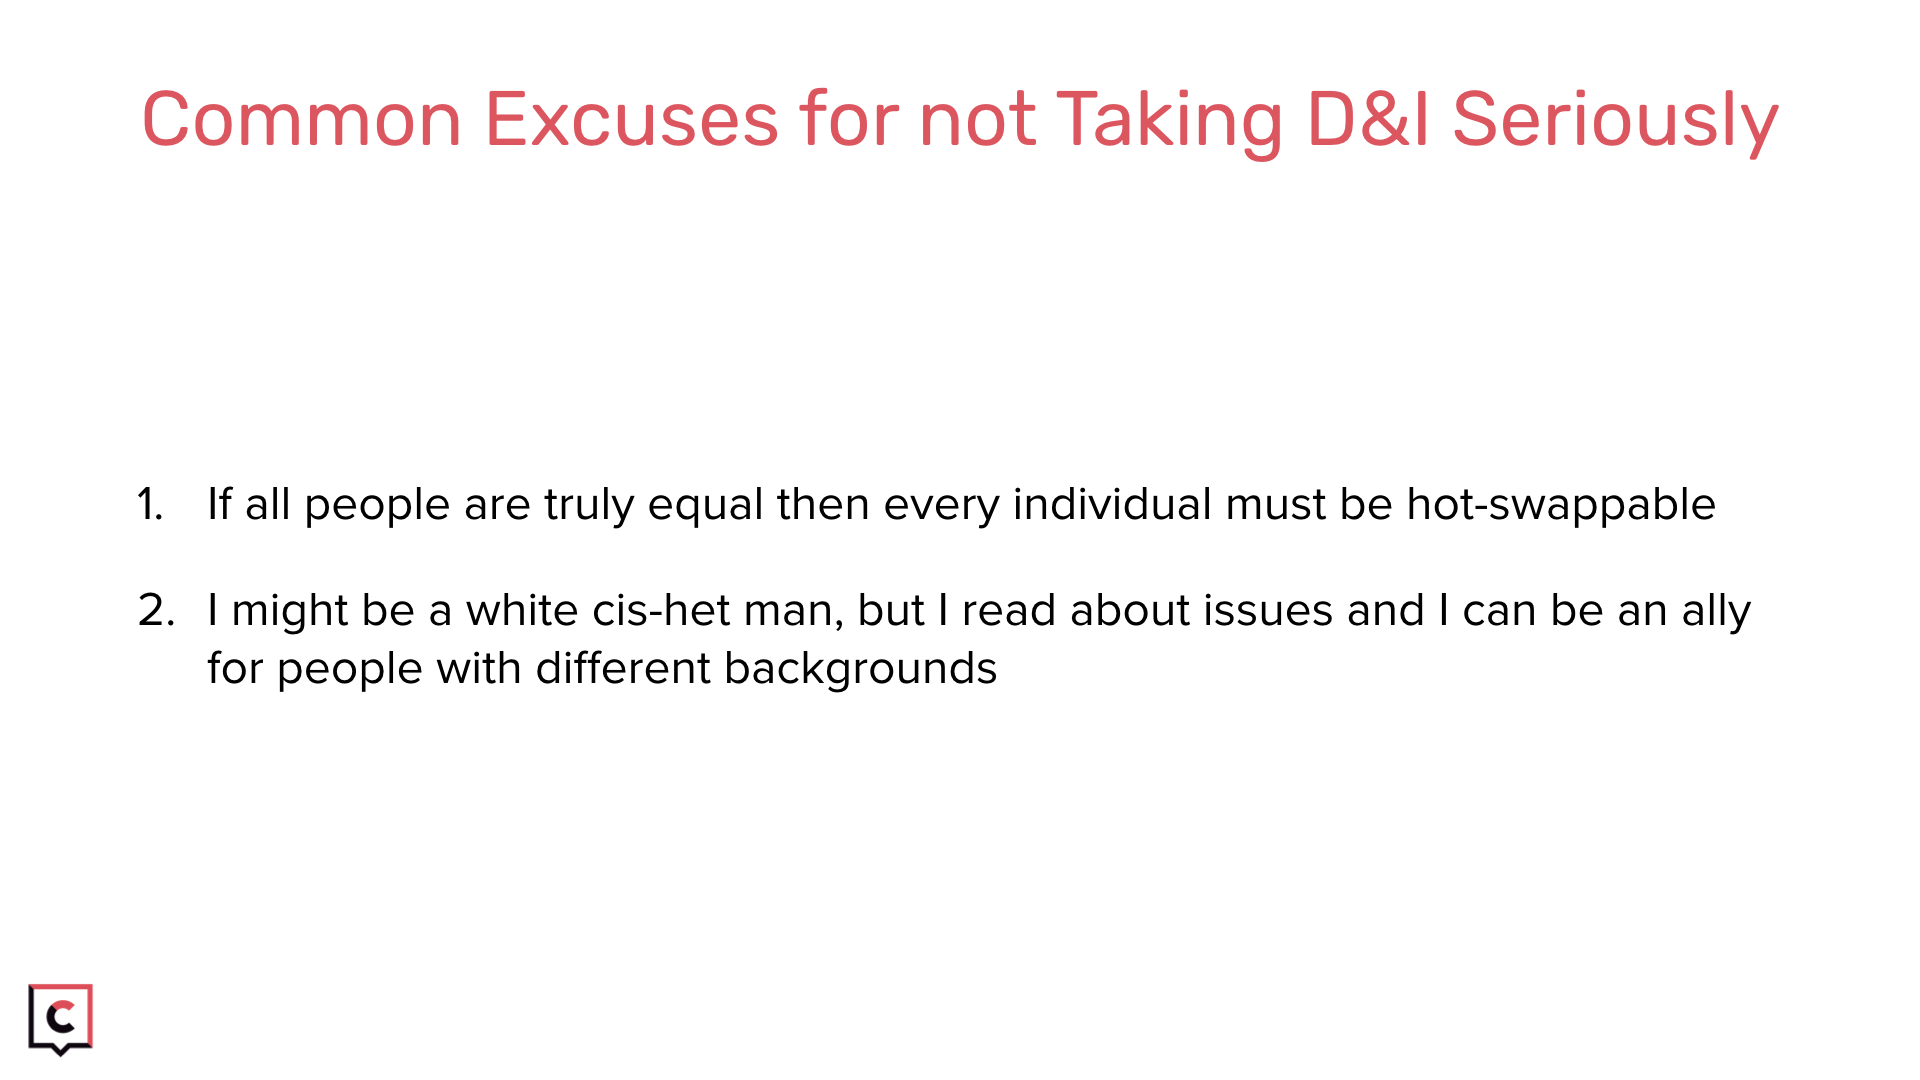 Common Excuses for not Taking D&I Seriously
1. If all people are truly equal then every individual must be hot-swappable
2. I might be a white cis-het man, but I read about issues and I can be an ally
for people with different backgrounds
C